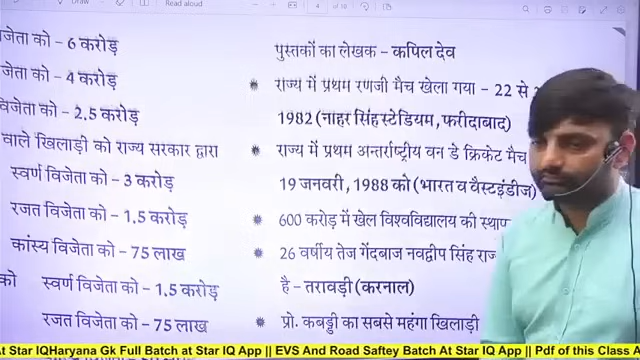 Draw
Read aloud
विजेता को – 6 करोड़
जेता को – 4 करोड़
विजेता को – 2.5 करोड़
वाले खिलाड़ी को राज्य सरकार द्वारा
स्वर्ण विजेता को – 3 करोड़
रजत विजेता को – 1.5 करोड़
कांस्य विजेता को – 75 लाख
को स्वर्ण विजेता को – 1.5 करोड़
रजत विजेता को – 75 लाख
पुस्तकों का लेखक – कपिल देव
राज्य में प्रथम रणजी मैच खेला गया – 22 से
1982 (नाहर सिंह स्टेडियम, फरीदाबाद)
राज्य में प्रथम अन्तर्राष्ट्रीय वन डे क्रिकेट मैच
19 जनवरी, 1988 को (भारत व वैस्टइंडीज)
600 करोड़ में खेल विश्वविद्यालय की स्थाप
26 वर्षीय तेज गेंदबाज नवद्वीप सिंह राज
है – तरावड़ी (करनाल)
प्रो. कबड्डी का सबसे महंगा खिलाड़ी
At Star IQHaryana Gk Full Batch at Star IQ App || EVS And Road Saftey Batch At Star IQ App || Pdf of this Class A